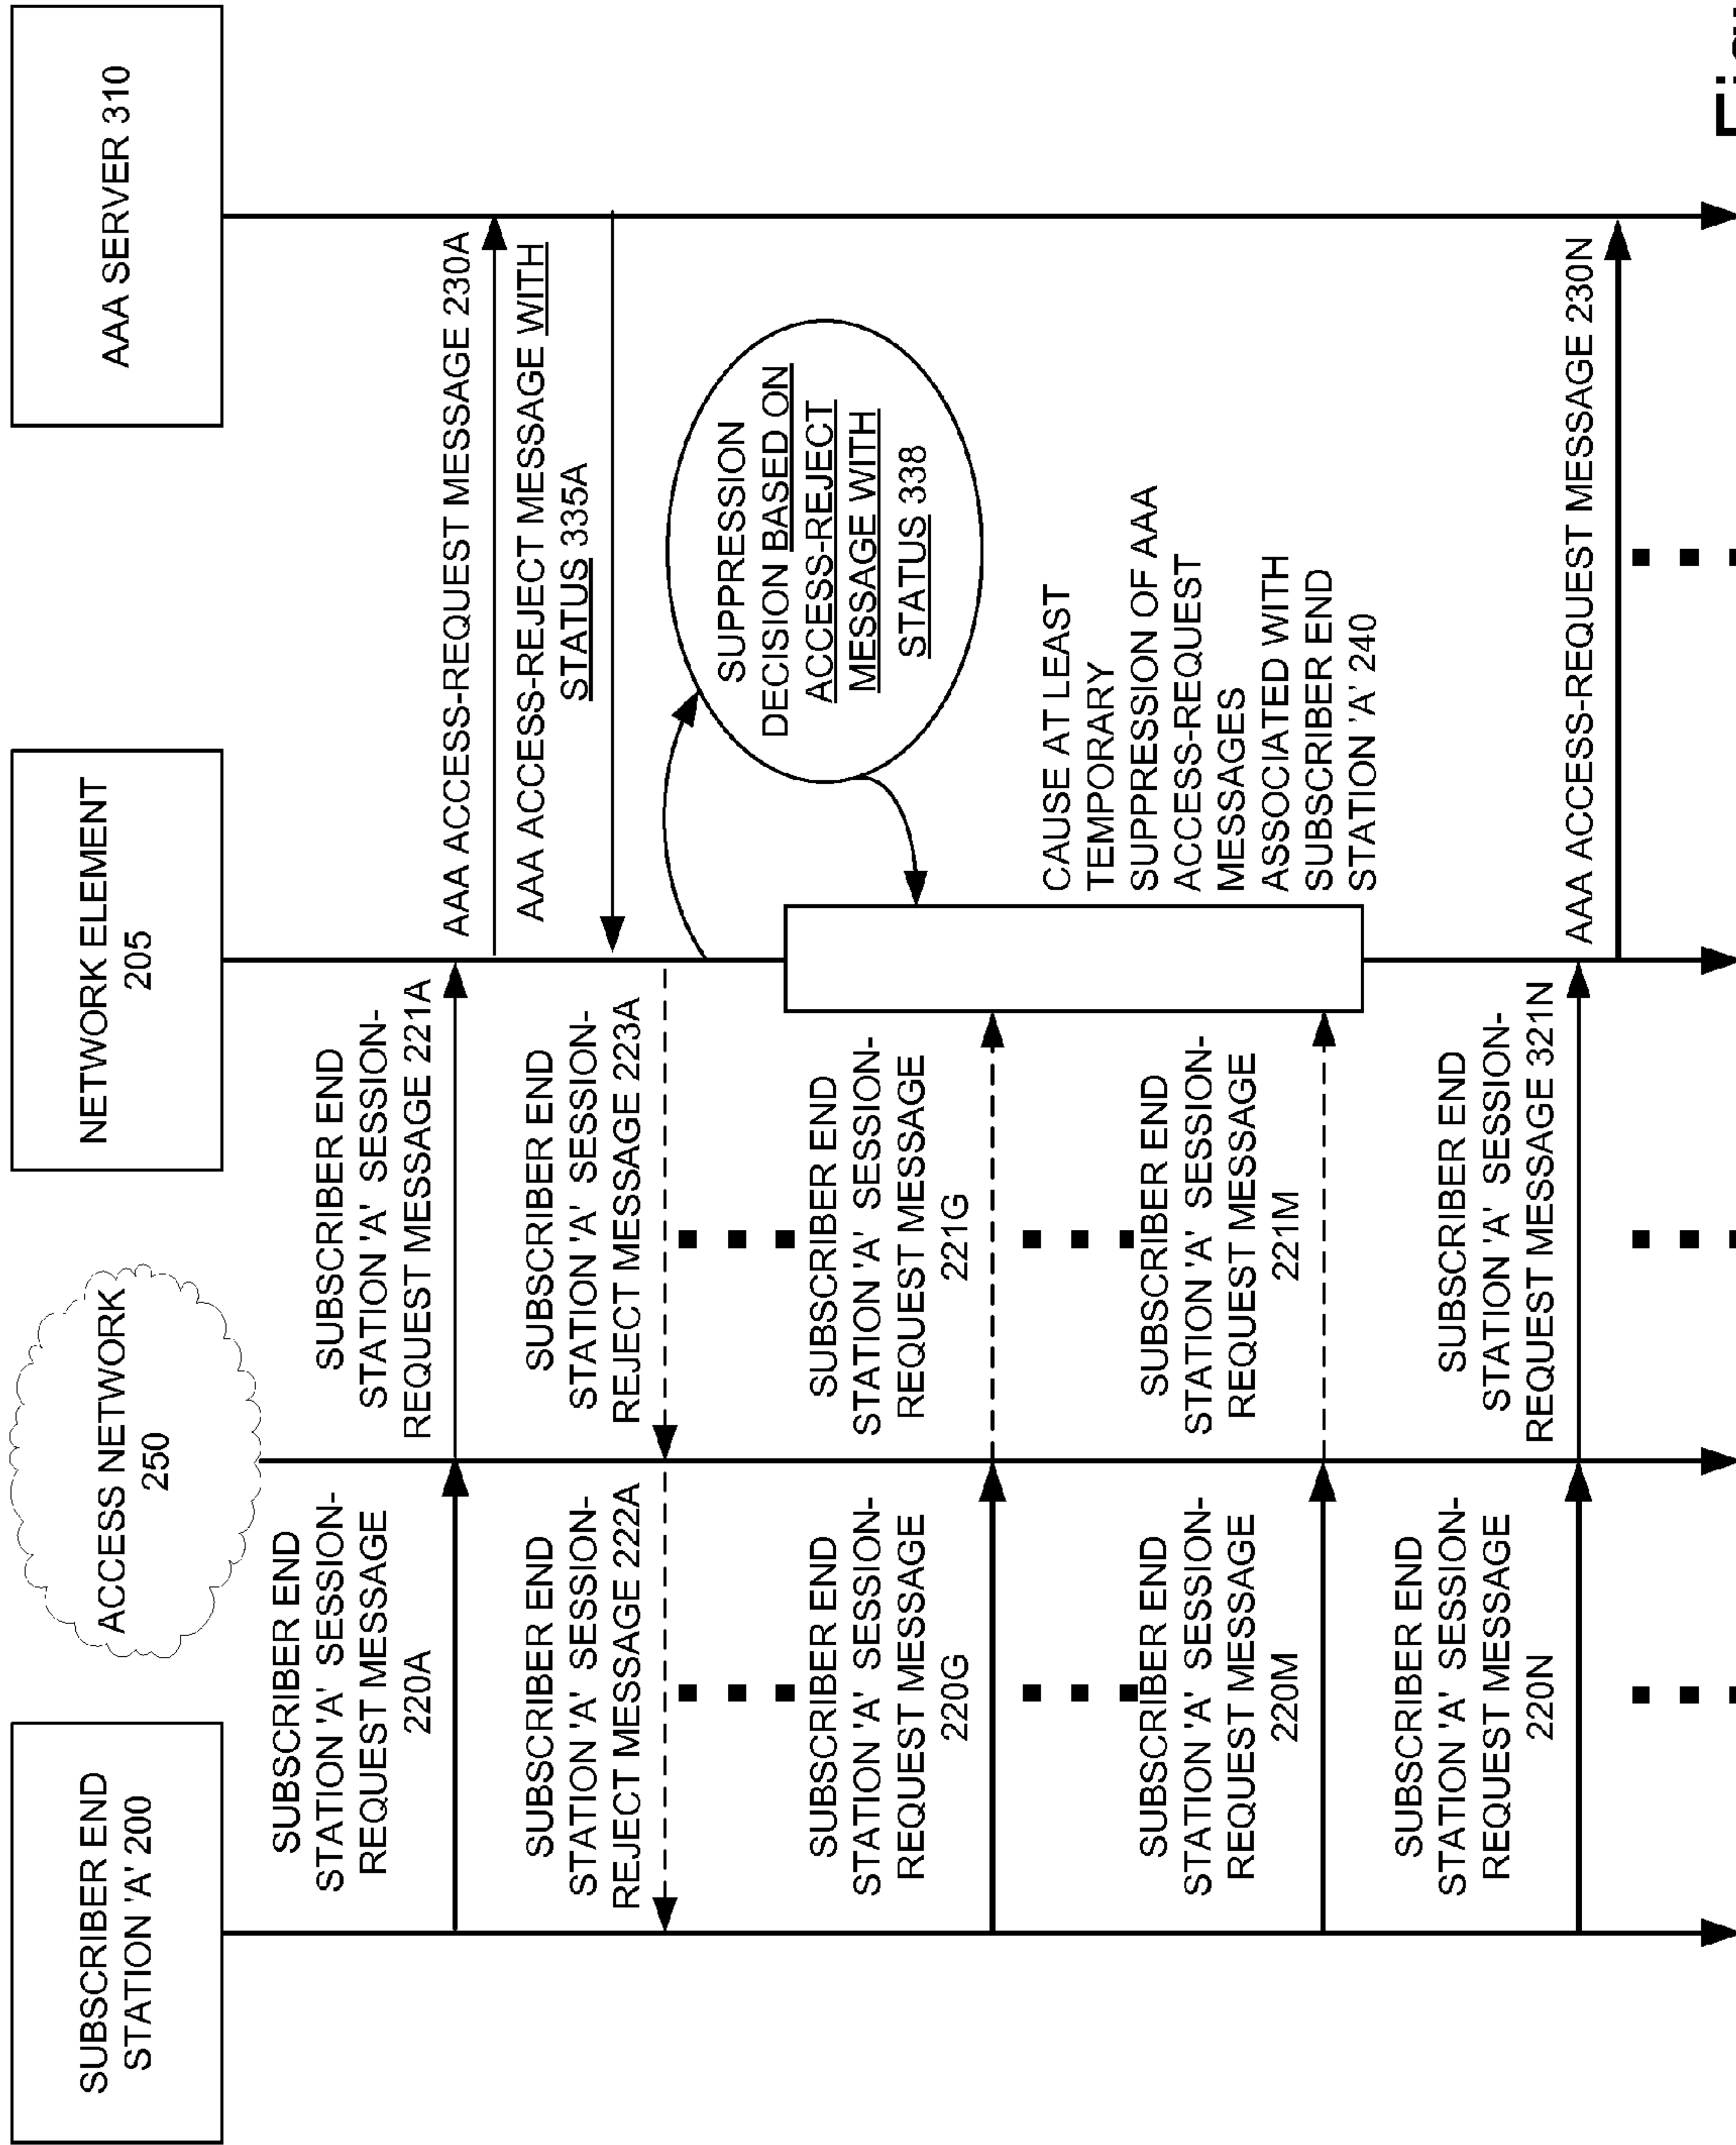 SUBSCRIBER END
STATION 'A' 200
ACCESS NETWORK
250
NETWORK ELEMENT
205
AAA SERVER 310
SUBSCRIBER END
STATION 'A' SESSION-
REQUEST MESSAGE
220A
SUBSCRIBER END
STATION 'A' SESSION-
REQUEST MESSAGE 221A
AAA ACCESS-REQUEST MESSAGE 230A
AAA ACCESS-REJECT MESSAGE WITH
STATUS 335A
SUBSCRIBER END
STATION 'A' SESSION-
REJECT MESSAGE 222A
SUBSCRIBER END
STATION 'A' SESSION-
REJECT MESSAGE 223A
SUPPRESSION
DECISION BASED ON
ACCESS-REJECT
MESSAGE WITH
STATUS 338
SUBSCRIBER END
STATION 'A' SESSION-
REQUEST MESSAGE
220G
SUBSCRIBER END
STATION 'A' SESSION-
REQUEST MESSAGE
221G
CAUSE AT LEAST
TEMPORARY
SUPPRESSION OF AAA
ACCESS-REQUEST
MESSAGES
ASSOCIATED WITH
SUBSCRIBER END
STATION 'A' 240
SUBSCRIBER END
STATION 'A' SESSION-
REQUEST MESSAGE
220M
SUBSCRIBER END
STATION 'A' SESSION-
REQUEST MESSAGE
221M
SUBSCRIBER END
STATION 'A' SESSION-
REQUEST MESSAGE
220N
SUBSCRIBER END
STATION 'A' SESSION-
REQUEST MESSAGE 321N
AAA ACCESS-REQUEST MESSAGE 230N